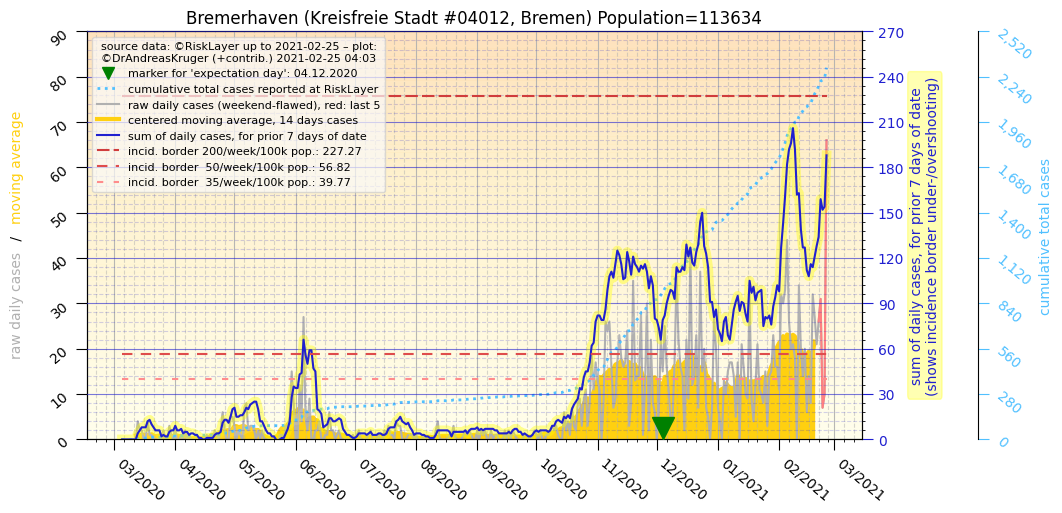 Bremerhaven (Kreisfreie Stadt #04012, Bremen) Population=113634
source data: ©RiskLayer up to 2021-02-25 – plot:
©DrAndreasKruger (+contrib.) 2021-02-25 04:03
marker for 'expectation day': 04.12.2020
cumulative total cases reported at RiskLayer
raw daily cases (weekend-flawed), red: last 5
centered moving average, 14 days cases
sum of daily cases, for prior 7 days of date
incid. border 200/week/100k pop.: 227.27
incid. border  50/week/100k pop.: 56.82
incid. border  35/week/100k pop.: 39.77
raw daily cases  /  moving average
90
80
70
60
50
40
30
20
10
0
03/2020
04/2020
05/2020
06/2020
07/2020
08/2020
09/2020
10/2020
11/2020
12/2020
01/2021
02/2021
03/2021
270
240
210
180
150
120
90
60
30
0
sum of daily cases, for prior 7 days of date
(shows incidence border under-/overshooting)
2,520
2,240
1,960
1,680
1,400
1,120
840
560
280
0
cumulative total cases